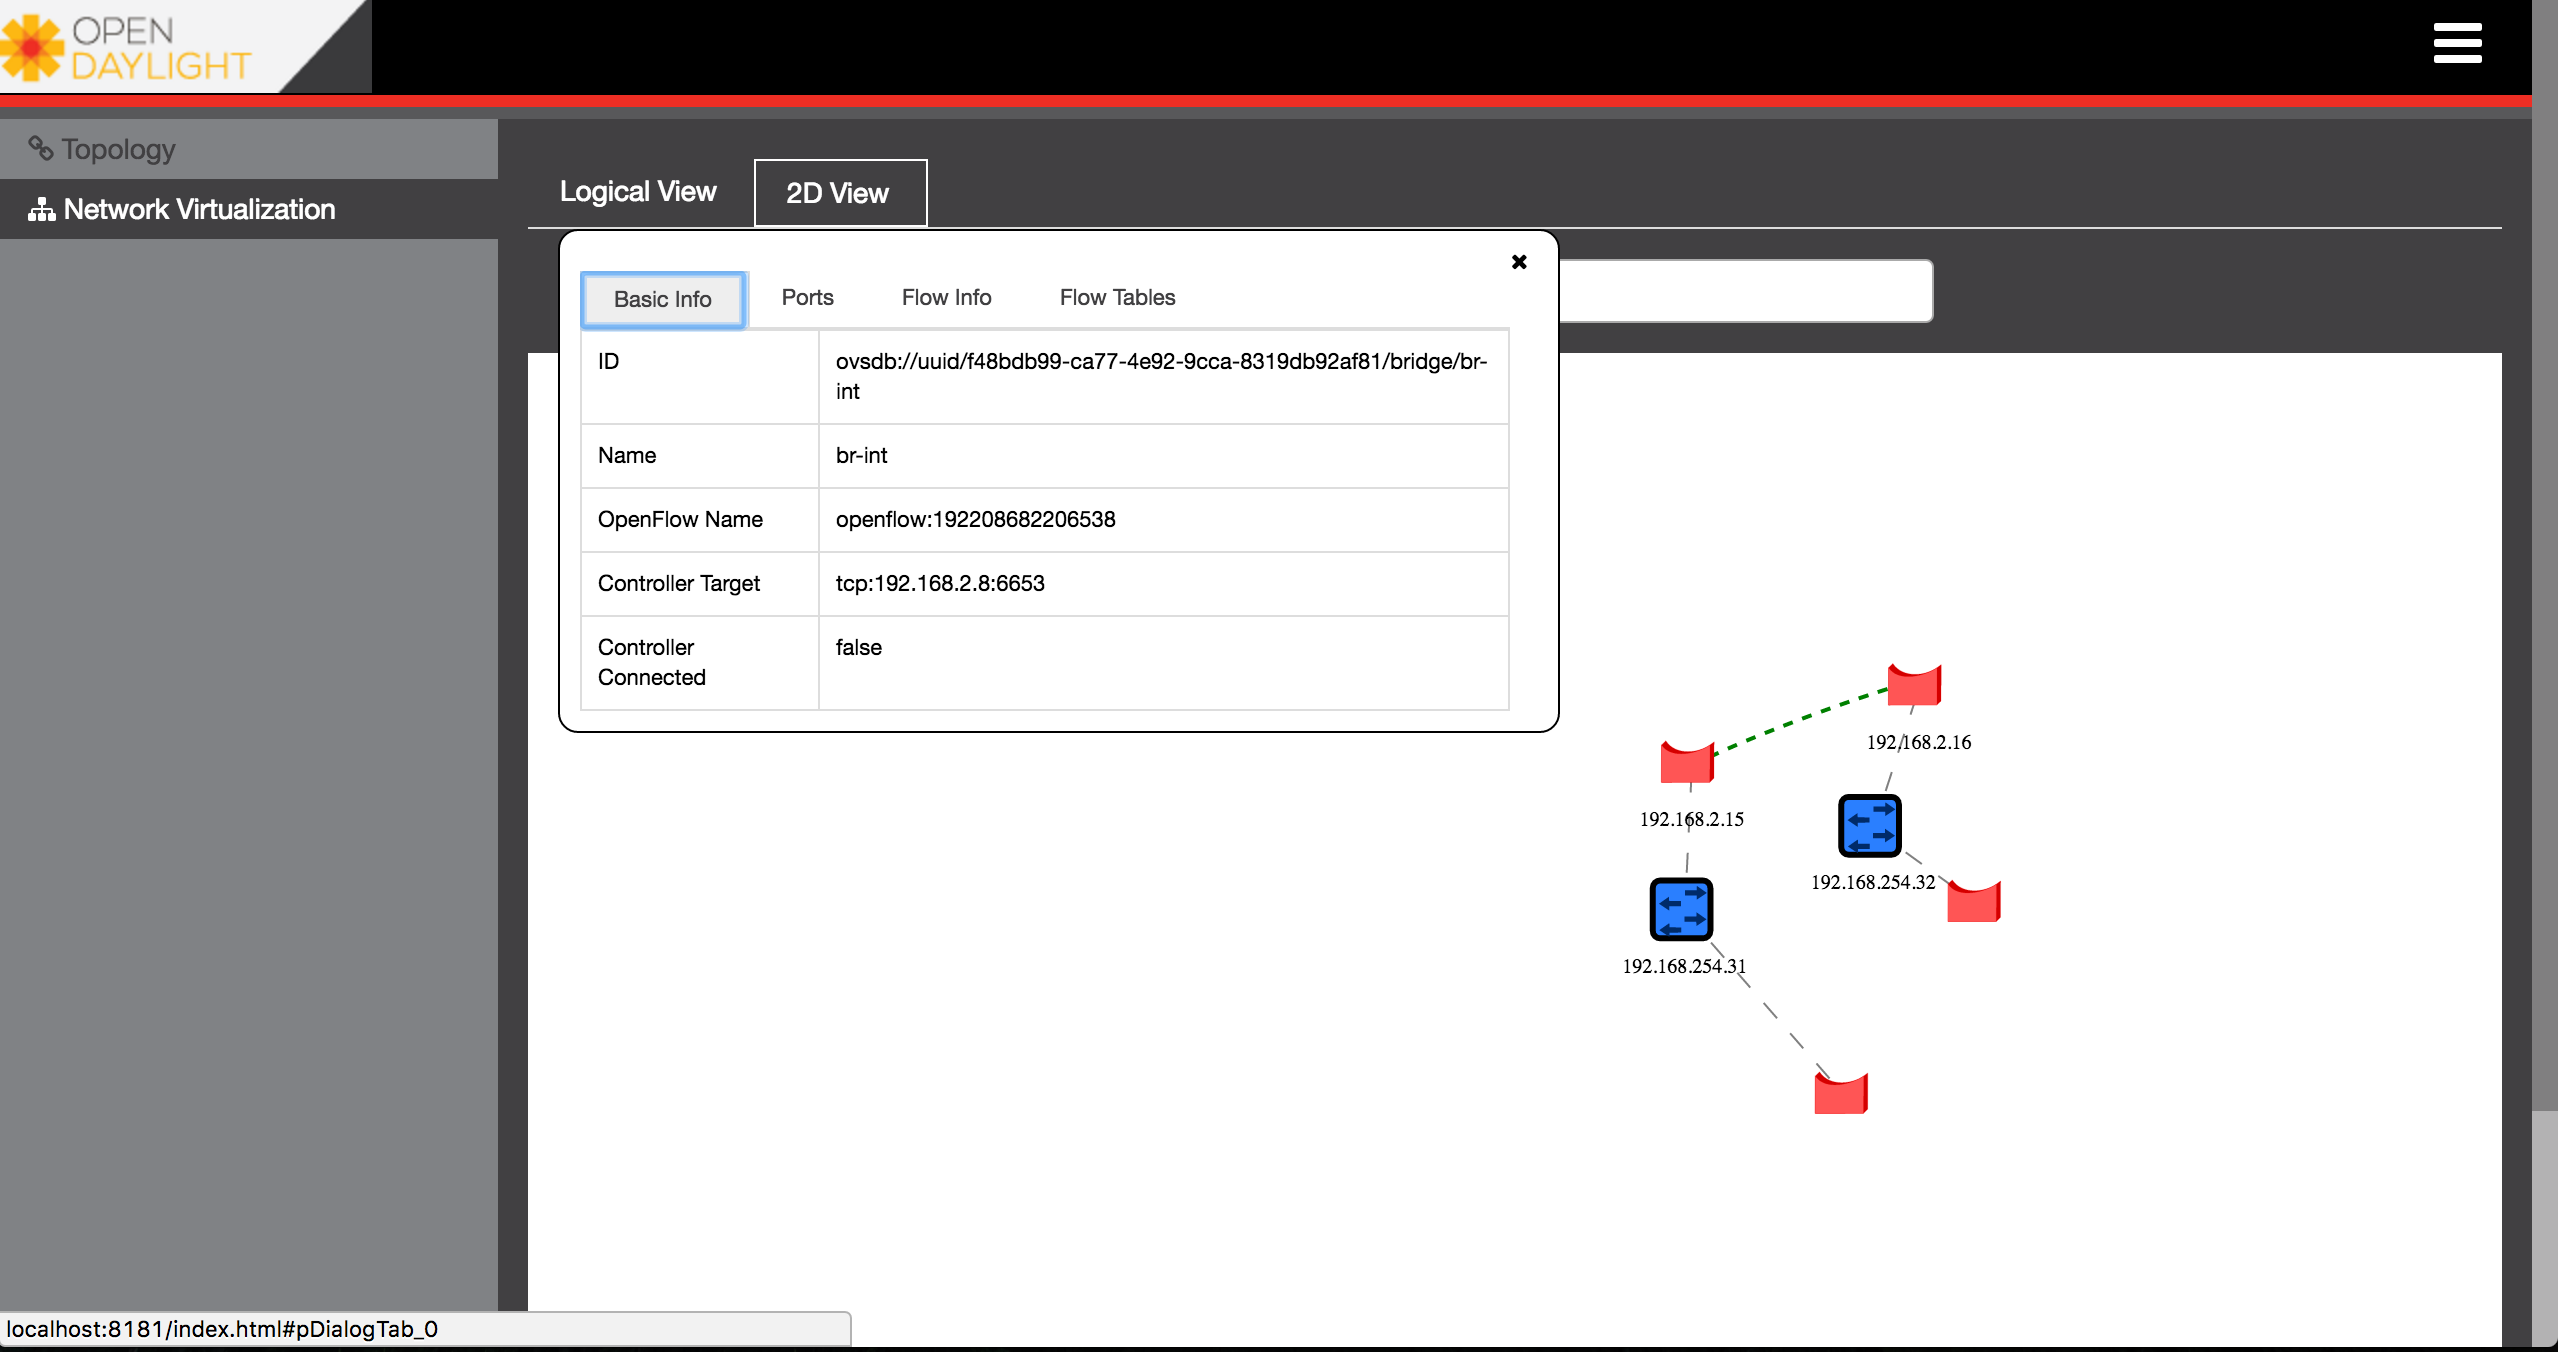 OPEN
DAYLIGHT
Topology
Network Virtualization
Logical View
2D View
Basic Info
Ports
Flow Info
Flow Tables
ID
ovsdb://uuid/f48bdb99-ca77-4e92-9cca-8319db92af81/bridge/br-
int
Name
br-int
OpenFlow Name
openflow:192208682206538
Controller Target
tcp:192.168.2.8:6653
Controller
Connected
false
192.168.2.16
192.168.2.15
192.168.254.32
192.168.254.31
localhost:8181/index.html#pDialogTab_0